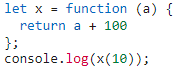 let x = function (a) {
  return a + 100
};
console.log(x(10));